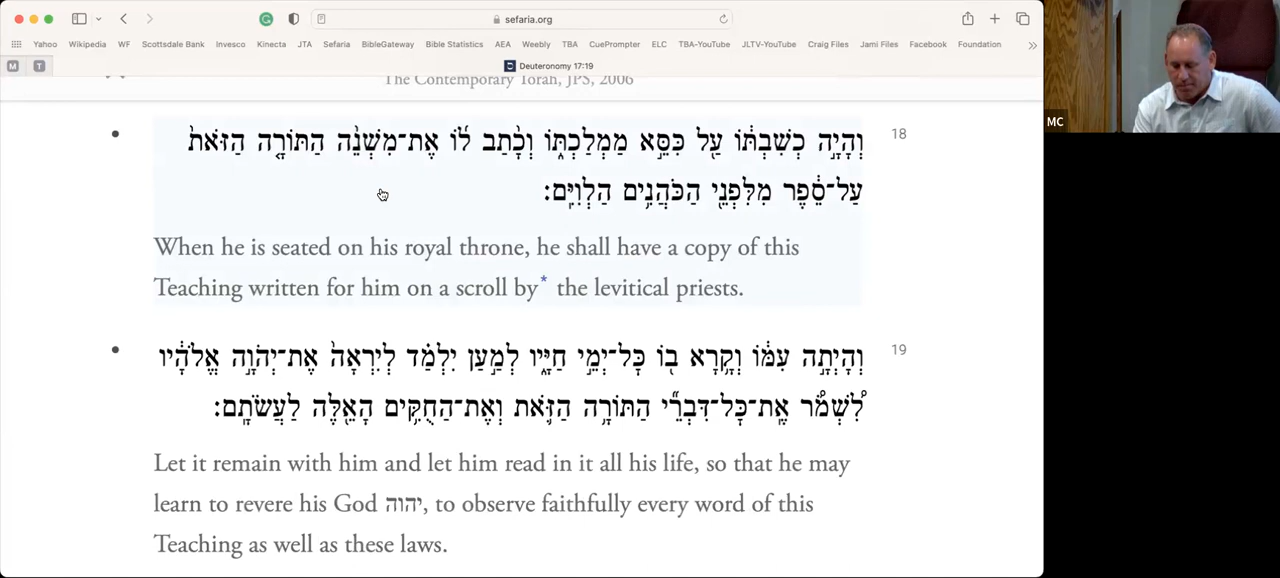 sefaria.org
Yahoo Wikipedia WF Scottsdale Bank Invesco Kinecta JTA Sefaria BibleGateway Bible Statistics AEA Weebly TBA CuePrompter ELC TBA-YouTube JLTV-YouTube Craig Files Jami Files Facebook Foundation
M T Deuteronomy 17:19
The Contemporary Torah, JPS, 2006
MC
18
וְהָיָ֣ה כְשִׁבְתּ֔וֹ עַ֖ל כִּסֵּ֣א מַמְלַכְתּ֑וֹ וְכָ֨תַב ל֜וֹ אֶת־מִשְׁנֵ֨ה הַתּוֹרָ֤ה הַזֹּאת֙
עַל־סֵ֔פֶר מִלִּפְנֵ֖י הַכֹּהֲנִ֥ים הַלְוִיִּֽם׃
When he is seated on his royal throne, he shall have a copy of this
Teaching written for him on a scroll by* the levitical priests.
19
וְהָיְתָ֣ה עִמּ֔וֹ וְקָ֥רָא ב֖וֹ כׇּל־יְמֵ֣י חַיָּ֑יו לְמַ֣עַן יִלְמַ֗ד לְיִרְאָה֙ אֶת־יְהֹוָ֣ה אֱלֹהָ֔יו
לִ֠שְׁמֹ֠ר אֶֽת־כׇּל־דִּבְרֵ֞י הַתּוֹרָ֥ה הַזֹּ֛את וְאֶת־הַחֻקִּ֥ים הָאֵ֖לֶּה לַעֲשֹׂתָֽם׃
Let it remain with him and let him read in it all his life, so that he may
learn to revere his God יהוה, to observe faithfully every word of this
Teaching as well as these laws.